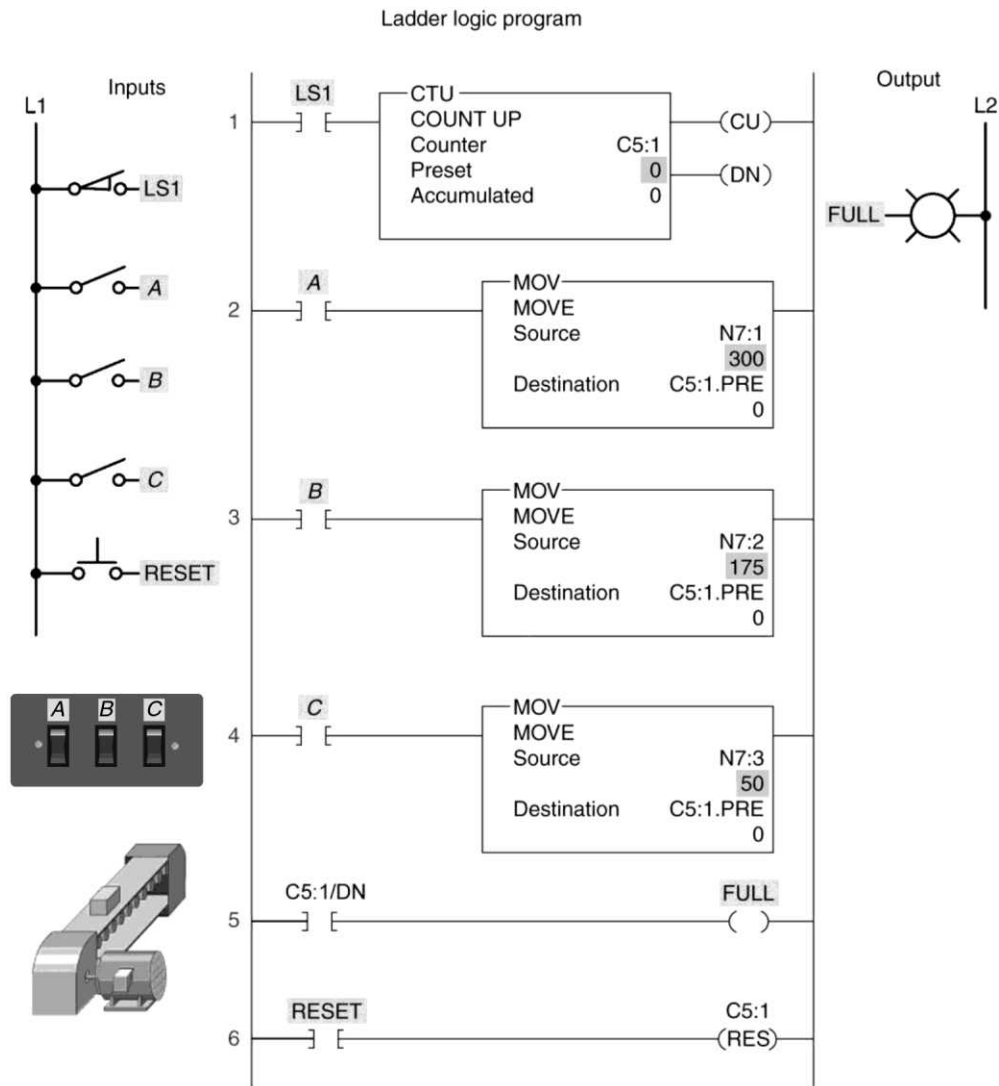 Ladder logic program
Inputs
L1
LS1
A
B
C
RESET
A B C
1
LS1
CTU
COUNT UP
Counter C5:1
Preset 0
Accumulated 0
(CU)
(DN)
2
A
MOV
MOVE
Source N7:1
300
Destination C5:1.PRE
0
3
B
MOV
MOVE
Source N7:2
175
Destination C5:1.PRE
0
4
C
MOV
MOVE
Source N7:3
50
Destination C5:1.PRE
0
5
C5:1/DN
FULL
6
RESET
C5:1
(RES)
Output
L2
FULL